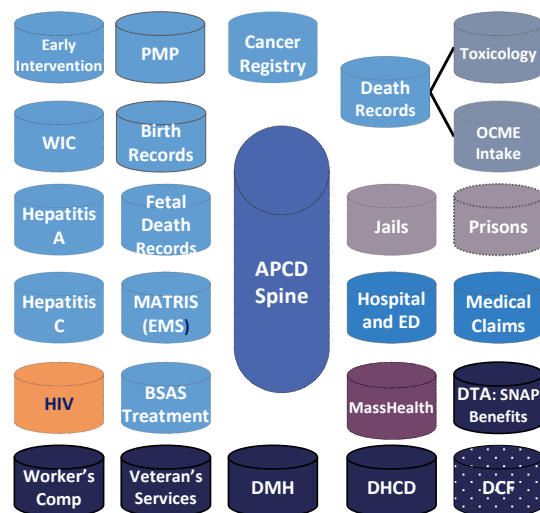 Early
Intervention
PMP
Cancer
Registry
Death
Records
Toxicology
OCME
Intake
WIC
Birth
Records
Hepatitis
A
Fetal
Death
Records
APCD
Spine
Jails
Prisons
Hepatitis
C
MATRIS
(EMS)
Hospital
and ED
Medical
Claims
HIV
BSAS
Treatment
MassHealth
DTA: SNAP
Benefits
Worker's
Comp
Veteran's
Services
DMH
DHCD
DCF